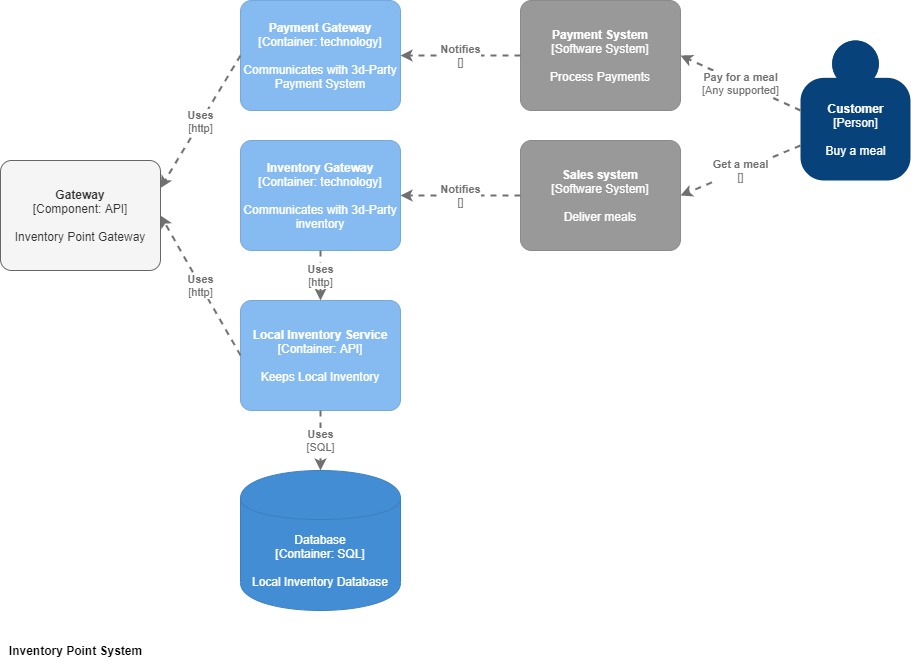 Payment Gateway
[Container: technology]
Communicates with 3d-Party
Payment System
Notifies
[]
Payment System
[Software System]
Process Payments
Pay for a meal
[Any supported]
Customer
[Person]
Buy a meal
Uses
[http]
Inventory Gateway
[Container: technology]
Communicates with 3d-Party
inventory
Notifies
[]
Sales system
[Software System]
Deliver meals
Get a meal
[]
Gateway
[Component: API]
Inventory Point Gateway
Uses
[http]
Uses
[http]
Local Inventory Service
[Container: API]
Keeps Local Inventory
Uses
[SQL]
Database
[Container: SQL]
Local Inventory Database
Inventory Point System